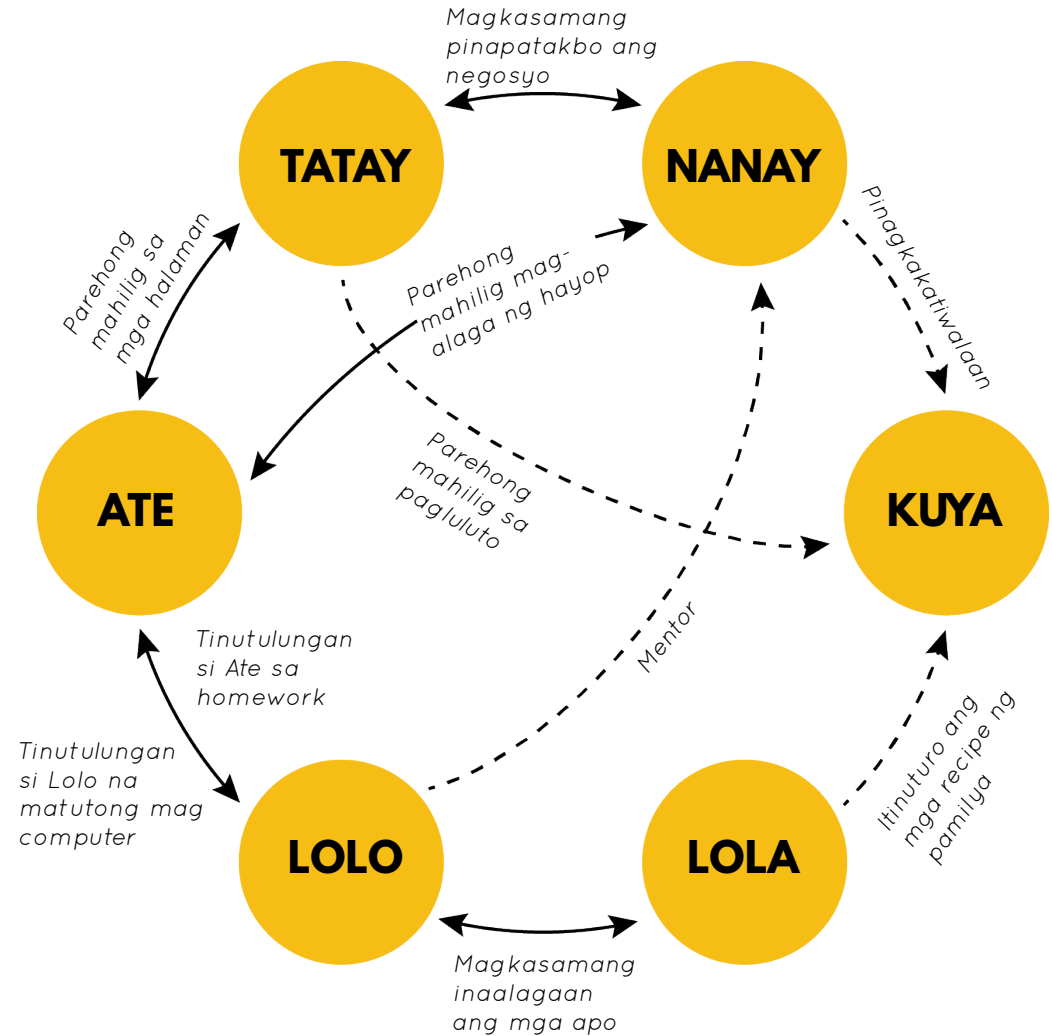 Magkasamang
pinapatakbo ang
negosyo
TATAY
NANAY
Parehong
mahilig sa
mga halaman
Parehong
mahilig mag-
alaga ng hayop
Pinagkakatiwalaan
ATE
Parehong
mahilig sa
pagluluto
KUYA
Tinutulungan
si Ate sa
homework
Mentor
Tinutulungan
si Lolo na
matutong mag
computer
Itinuturo ang
mga recipe ng
pamilya
LOLO
LOLA
Magkasamang
inaalagaan
ang mga apo